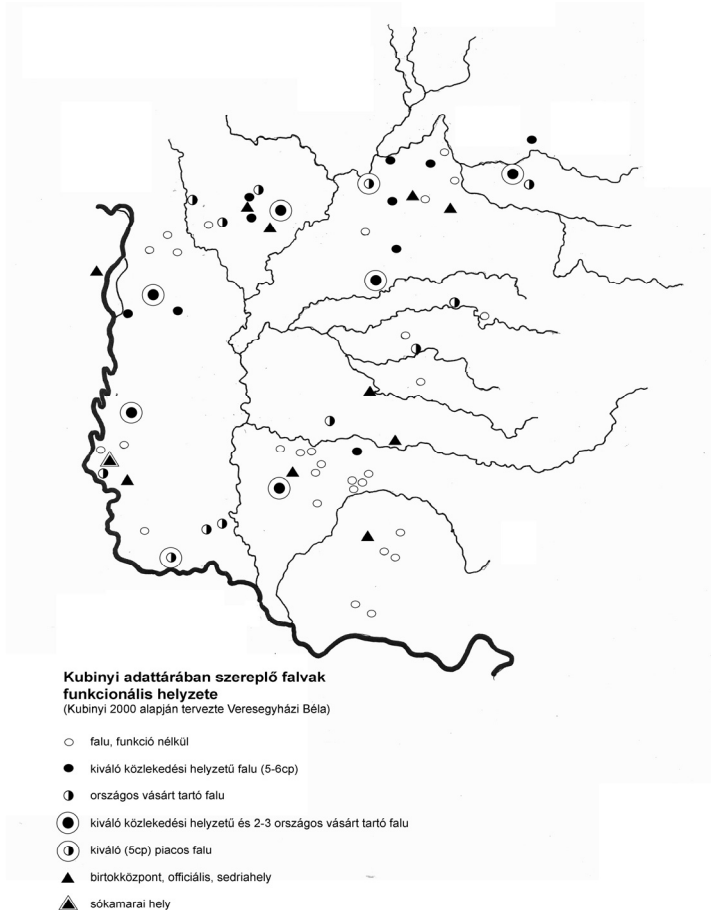 Kubinyi adattárában szereplő falvak
funkcionális helyzete
(Kubinyi 2000 alapján tervezte Veresegyházi Béla)
falu, funkció nélkül
kiváló közlekedési helyzetű falu (5-6cp)
országos vásárt tartó falu
kiváló közlekedési helyzetű és 2-3 országos vásárt tartó falu
kiváló (5cp) piacos falu
birtokközpont, officiális, sedriahely
sókamarai hely